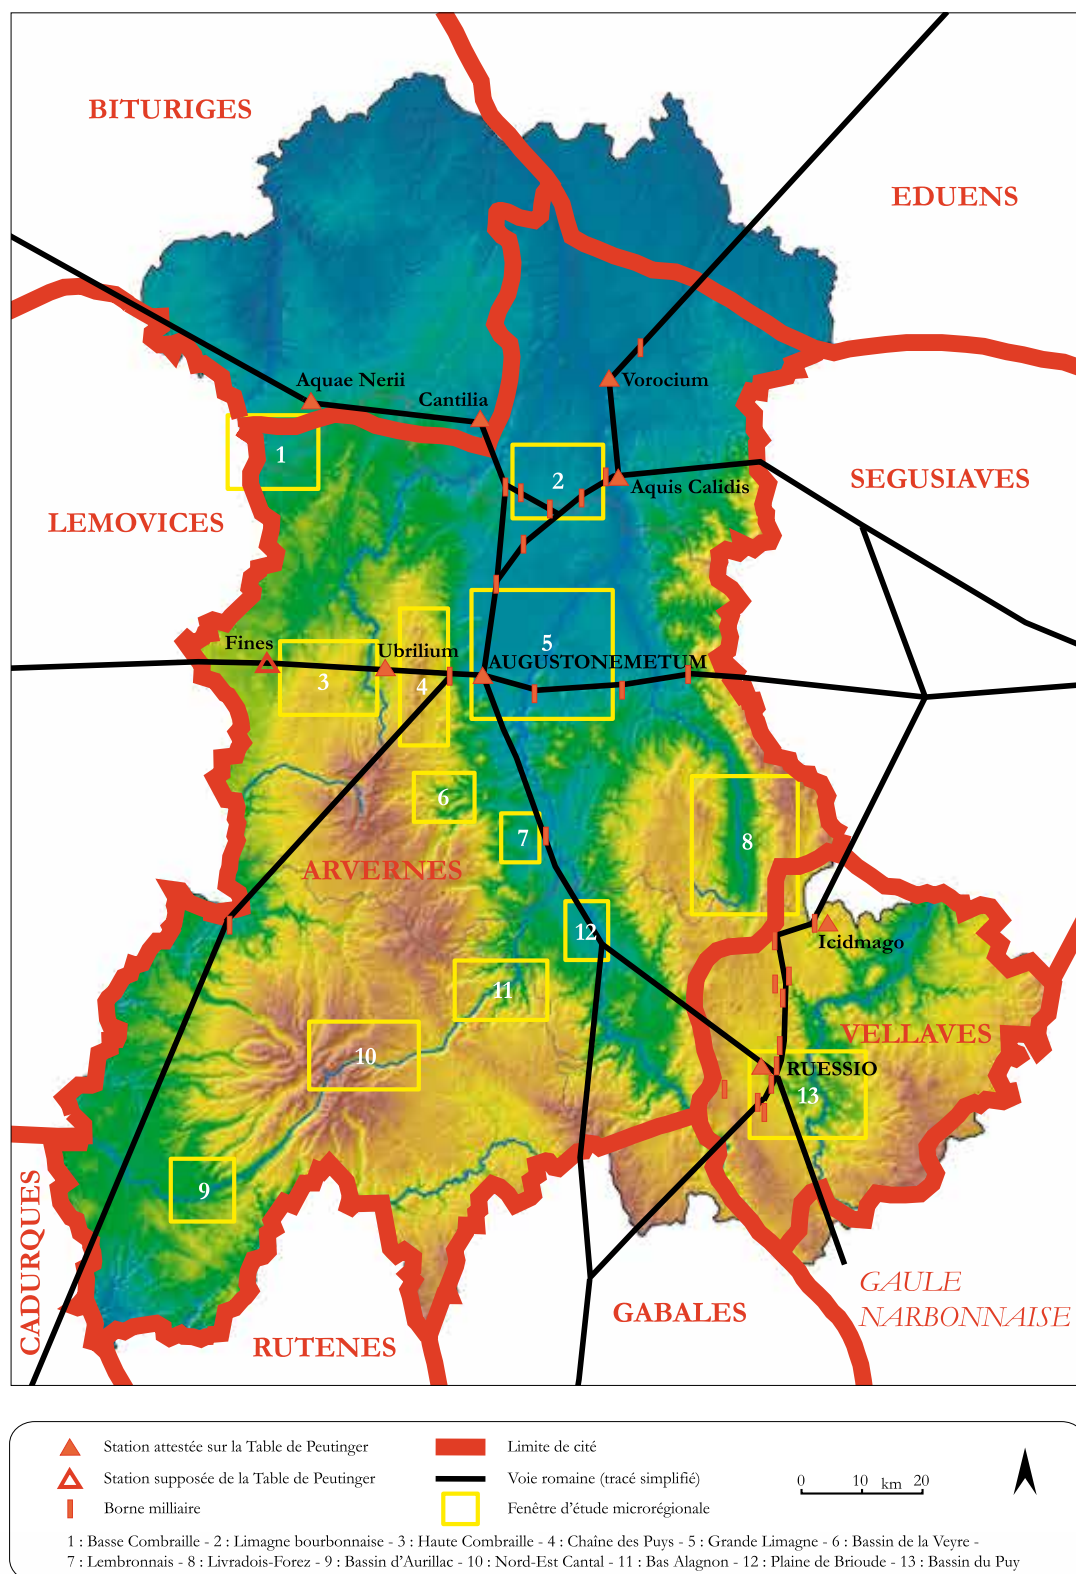 BITURIGES
EDUENS
Aquae Nerii
Cantilia
Vorocium
1
2
Aquis Calidis
SEGUSIAVES
LEMOVICES
Fines
Ubrilium
5
AUGUSTONEMETUM
3
4
6
7
8
ARVERNES
12
Icidmago
11
VELLAVES
10
RUESSIO
13
9
CADURQUES
GAULE
NARBONNAISE
GABALES
RUTENES
Station attestée sur la Table de Peutinger
Limite de cité
Station supposée de la Table de Peutinger
Voie romaine (tracé simplifié)
0 10 20
km
Borne milliaire
Fenêtre d'étude microrégionale
1 : Basse Combraille - 2 : Limagne bourbonnaise - 3 : Haute Combraille - 4 : Chaîne des Puys - 5 : Grande Limagne - 6 : Bassin de la Veyre -
7 : Lembronnais - 8 : Livradois-Forez - 9 : Bassin d'Aurillac - 10 : Nord-Est Cantal - 11 : Bas Alagnon - 12 : Plaine de Brioude - 13 : Bassin du Puy